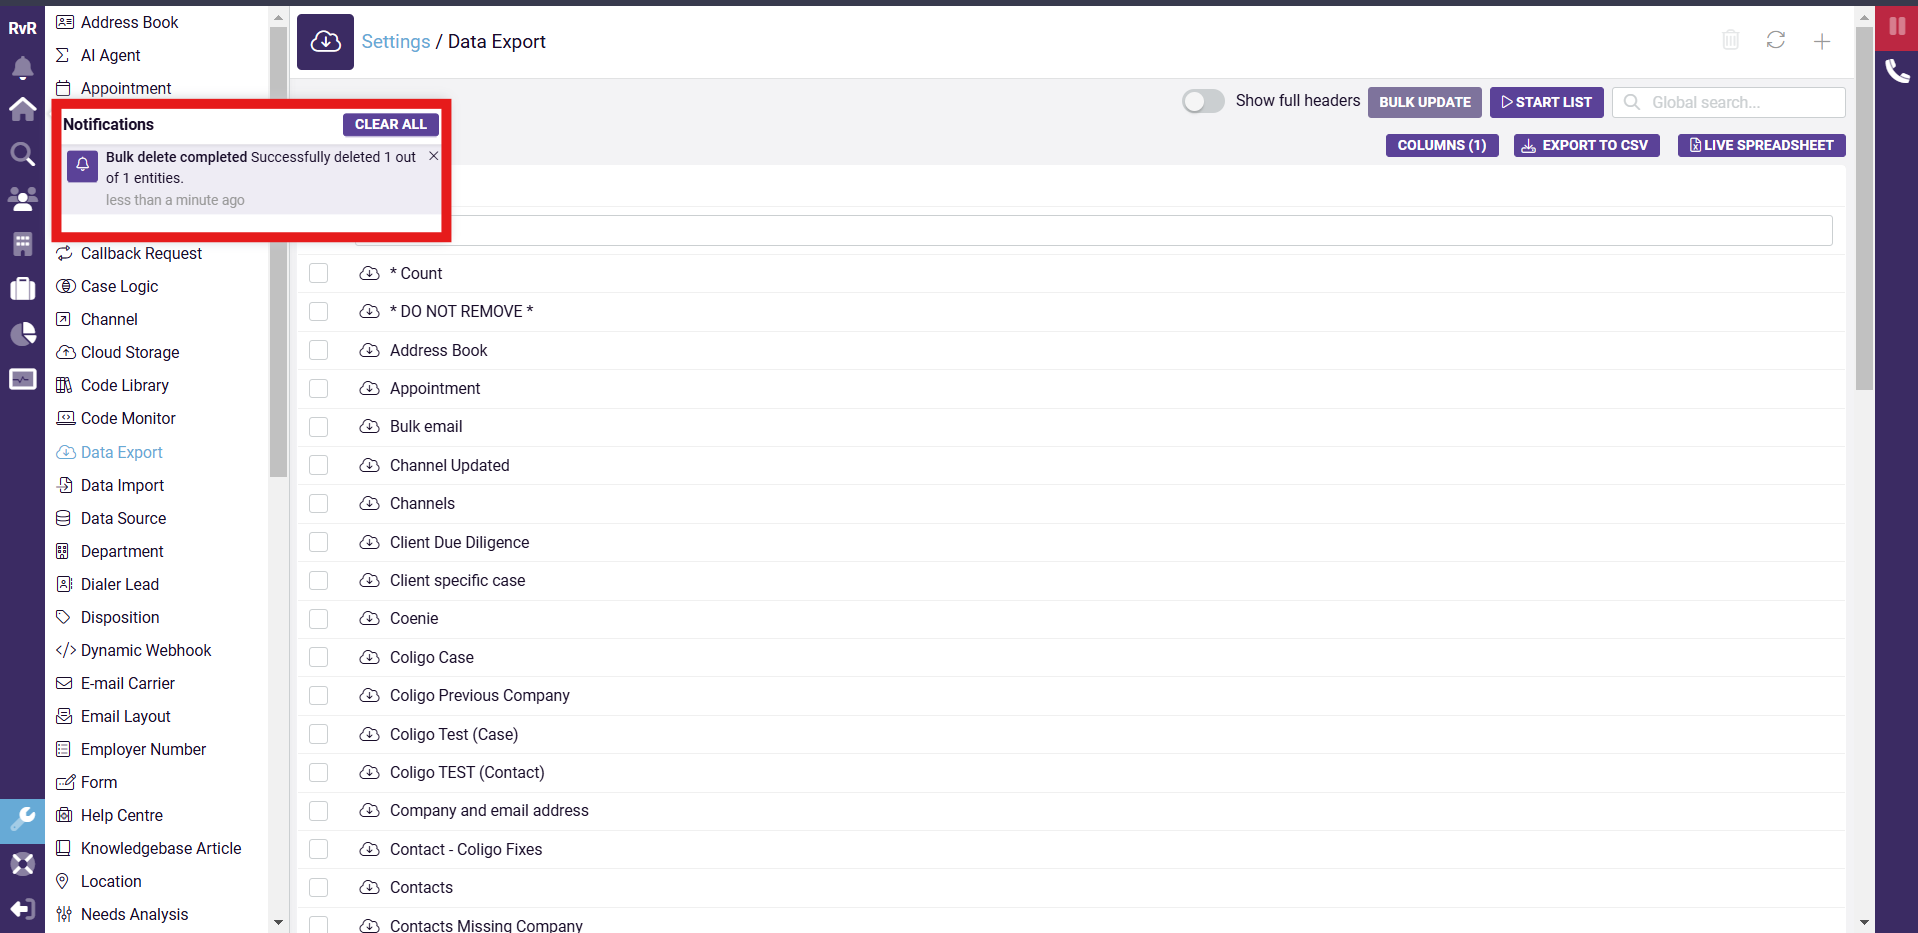 RvR
Address Book
AI Agent
Appointment
Notifications
CLEAR ALL
Bulk delete completed Successfully deleted 1 out
of 1 entities.
less than a minute ago
Callback Request
Case Logic
Channel
Cloud Storage
Code Library
Code Monitor
Data Export
Data Import
Data Source
Department
Dialer Lead
Disposition
Dynamic Webhook
E-mail Carrier
Email Layout
Employer Number
Form
Help Centre
Knowledgebase Article
Location
Needs Analysis
Settings / Data Export
Show full headers
BULK UPDATE
START LIST
Global search...
COLUMNS (1)
EXPORT TO CSV
LIVE SPREADSHEET
* Count
* DO NOT REMOVE *
Address Book
Appointment
Bulk email
Channel Updated
Channels
Client Due Diligence
Client specific case
Coenie
Coligo Case
Coligo Previous Company
Coligo Test (Case)
Coligo TEST (Contact)
Company and email address
Contact - Coligo Fixes
Contacts
Contacts Missing Company